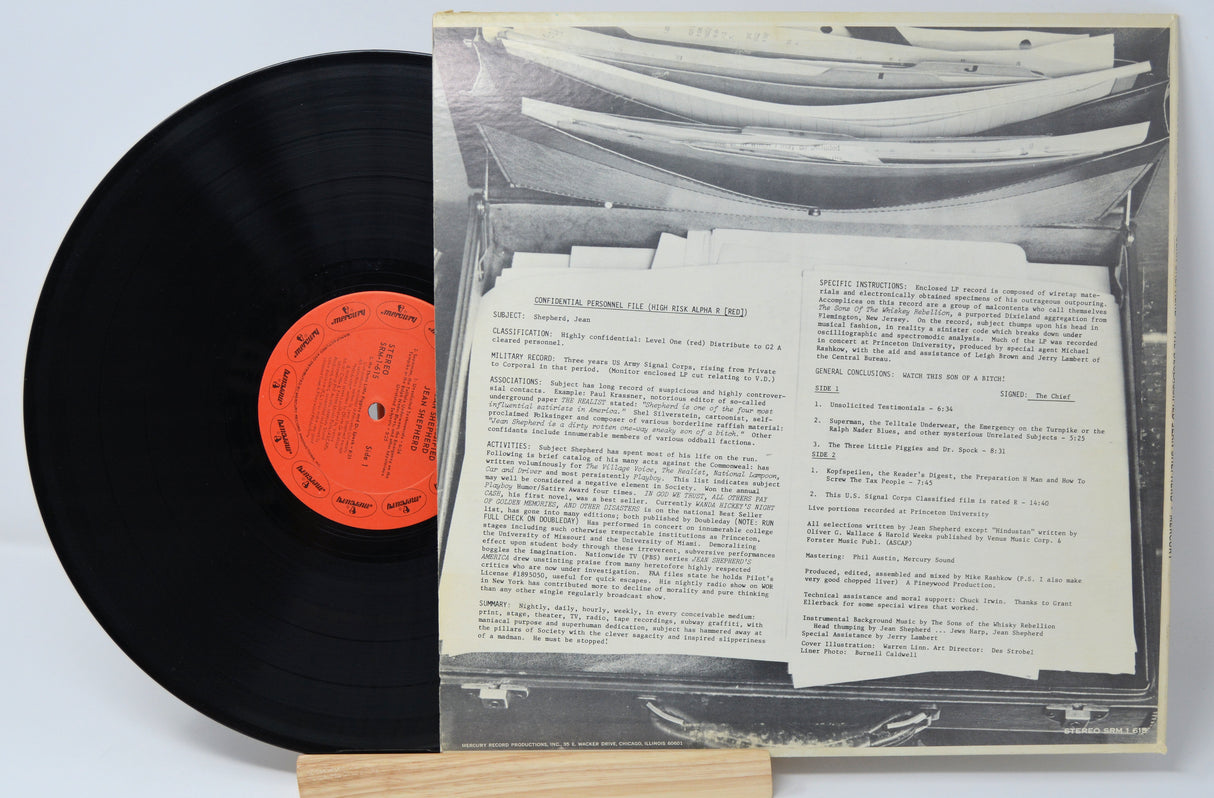 mercury
STEREO
SRM-1-615
JEAN SHEPHERD
JEAN SHEPHERD
Side 1
I
J
CONFIDENTIAL PERSONNEL FILE (HIGH RISK ALPHA R [RED])
SUBJECT: Shepherd, Jean
CLASSIFICATION: Highly confidential: Level One (red) Distribute to G2 A
cleared personnel.
MILITARY RECORD: Three years US Army Signal Corps, rising from Private
to Corporal in that period. (Monitor enclosed LP cut relating to V.D.)
ASSOCIATIONS: Subject has long record of suspicious and highly controver-
sial contacts. Example: Paul Krassner, notorious editor of so-called
underground paper THE REALIST stated: "Shepherd is one of the four most
influential satirists in America." Shel Silverstein, cartoonist, self-
proclaimed Folksinger and composer of various borderline raffish material:
"Jean Shepherd is a dirty rotten one-way sneaky son of a bitch." Other
confidants include innumerable members of various oddball factions.
ACTIVITIES: Subject Shepherd has spent most of his life on the run.
Following is brief catalog of his many acts against the Commonweal: has
written voluminously for The Village Voice, The Realist, National Lampoon,
Car and Driver and most persistently Playboy. This list indicates subject
may well be considered a negative element in Society. Won the annual
Playboy Humor/Satire Award four times. IN GOD WE TRUST, ALL OTHERS PAY
CASH, his first novel, was a best seller. Currently WANDA HICKEY'S NIGHT
OF GOLDEN MEMORIES, AND OTHER DISASTERS is on the national Best Seller
list, has gone into many editions; both published by Doubleday (NOTE: RUN
FULL CHECK ON DOUBLEDAY) Has performed in concert on innumerable college
stages including such otherwise respectable institutions as Princeton,
the University of Missouri and the University of Miami. Demoralizing
effect upon student body through these irreverent, subversive performances
boggles the imagination. Nationwide TV (PBS) series JEAN SHEPHERD'S
AMERICA drew unstinting praise from many heretofore highly respected
critics who are now under investigation. FAA files state he holds Pilot's
License #1895050, useful for quick escapes. His nightly radio show on WOR
in New York has contributed more to decline of morality and pure thinking
than any other single regularly broadcast show.
SUMMARY: Nightly, daily, hourly, weekly, in every conceivable medium:
print, stage, theater, TV, radio, tape recordings, subway graffiti, with
maniacal purpose and superhuman dedication, subject has hammered away at
the pillars of Society with the clever sagacity and inspired slipperiness
of a madman. He must be stopped!
SPECIFIC INSTRUCTIONS: Enclosed LP record is composed of wiretap mate-
rials and electronically obtained specimens of his outrageous outpouring.
Accomplices on this record are a group of malcontents who call themselves
The Sons Of The Whiskey Rebellion, a purported Dixieland aggregation from
Flemington, New Jersey. On the record, subject thumps upon his head in
musical fashion, in reality a sinister code which breaks down under
oscilliographic and spectromodic analysis. Much of the LP was recorded
in concert at Princeton University, produced by special agent Michael
Rashkow, with the aid and assistance of Leigh Brown and Jerry Lambert of
the Central Bureau.
GENERAL CONCLUSIONS: WATCH THIS SON OF A BITCH!
SIGNED: The Chief
SIDE 1
1. Unsolicited Testimonials - 6:34
2. Superman, the Telltale Underwear, the Emergency on the Turnpike or the
Ralph Nader Blues, and other mysterious Unrelated Subjects - 5:25
3. The Three Little Piggies and Dr. Spock - 8:31
SIDE 2
1. Kopfspeilen, the Reader's Digest, the Preparation H Man and How To
Screw The Tax People - 7:45
2. This U.S. Signal Corps Classified film is rated R - 14:40
Live portions recorded at Princeton University
All selections written by Jean Shepherd except "Hindustan" written by
Oliver G. Wallace & Harold Weeks published by Venus Music Corp. &
Forster Music Publ. (ASCAP)
Mastering: Phil Austin, Mercury Sound
Produced, edited, assembled and mixed by Mike Rashkow (P.S. I also make
very good chopped liver) A Pineywood Production.
Technical assistance and moral support: Chuck Irwin. Thanks to Grant
Ellerback for some special wires that worked.
Instrumental Background Music by The Sons of the Whisky Rebellion
Head thumping by Jean Shepherd ... Jews Harp, Jean Shepherd
Special Assistance by Jerry Lambert
Cover Illustration: Warren Linn. Art Director: Des Strobel
Liner Photo: Burnell Caldwell
MERCURY RECORD PRODUCTIONS, INC. 35 E. WACKER DRIVE, CHICAGO, ILLINOIS 60601
STEREO SRM 1 615